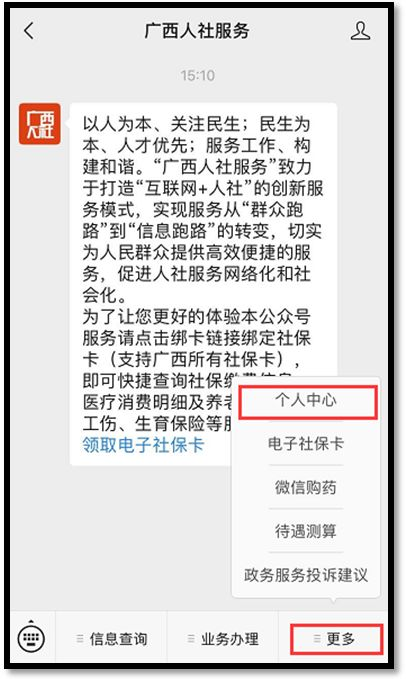 广西人社服务
15:10
广西
人社
以人为本、关注民生；民生为
本、人才优先；服务工作、构
建和谐。“广西人社服务”致力
于打造“互联网+人社”的创新服
务模式，实现服务从“群众跑
路”到“信息跑路”的转变，切实
为人民群众提供高效便捷的服
务，促进人社服务网络化和社
会化。
为了让您更好的体验本公众号
服务请点击绑卡链接绑定社保
卡（支持广西所有社保卡），
即可快捷查询社保缴费信息、
医疗消费明细及养老
工伤、生育保险等
领取电子社保卡
个人中心
电子社保卡
微信购药
待遇测算
政务服务投诉建议
信息查询
业务办理
更多